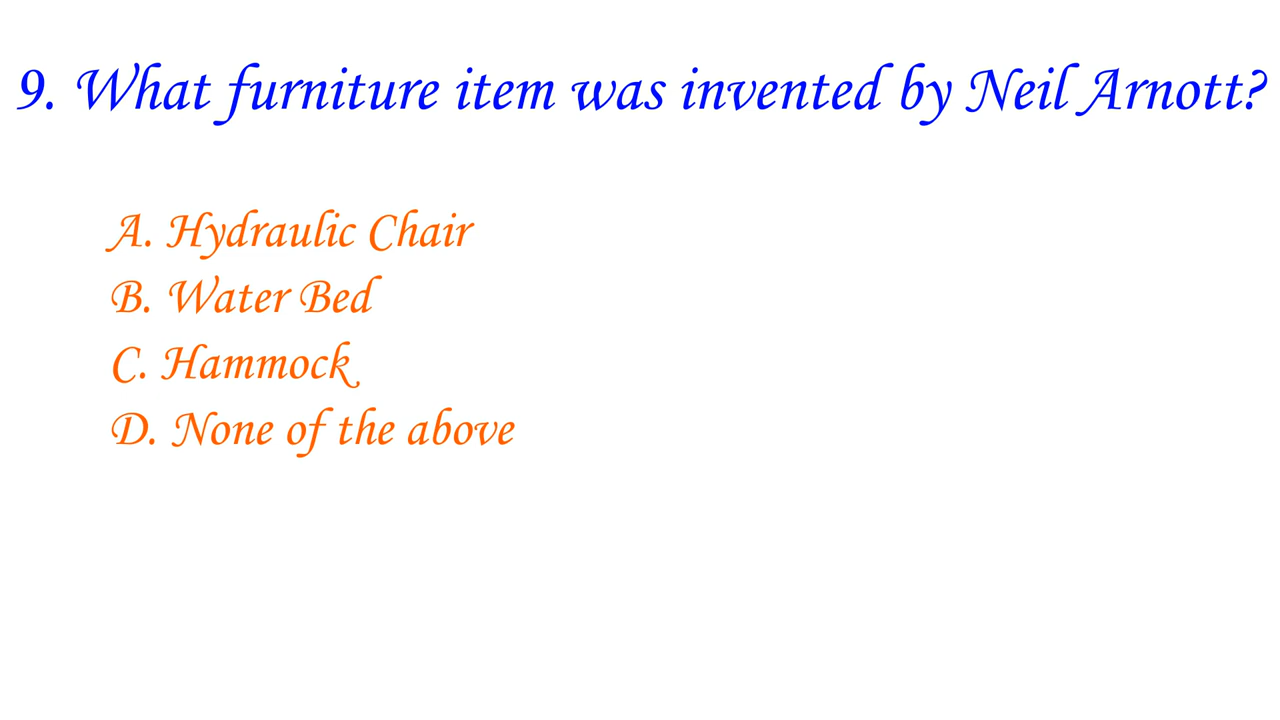 9. What furniture item was invented by Neil Arnott?
A. Hydraulic Chair
B. Water Bed
C. Hammock
D. None of the above